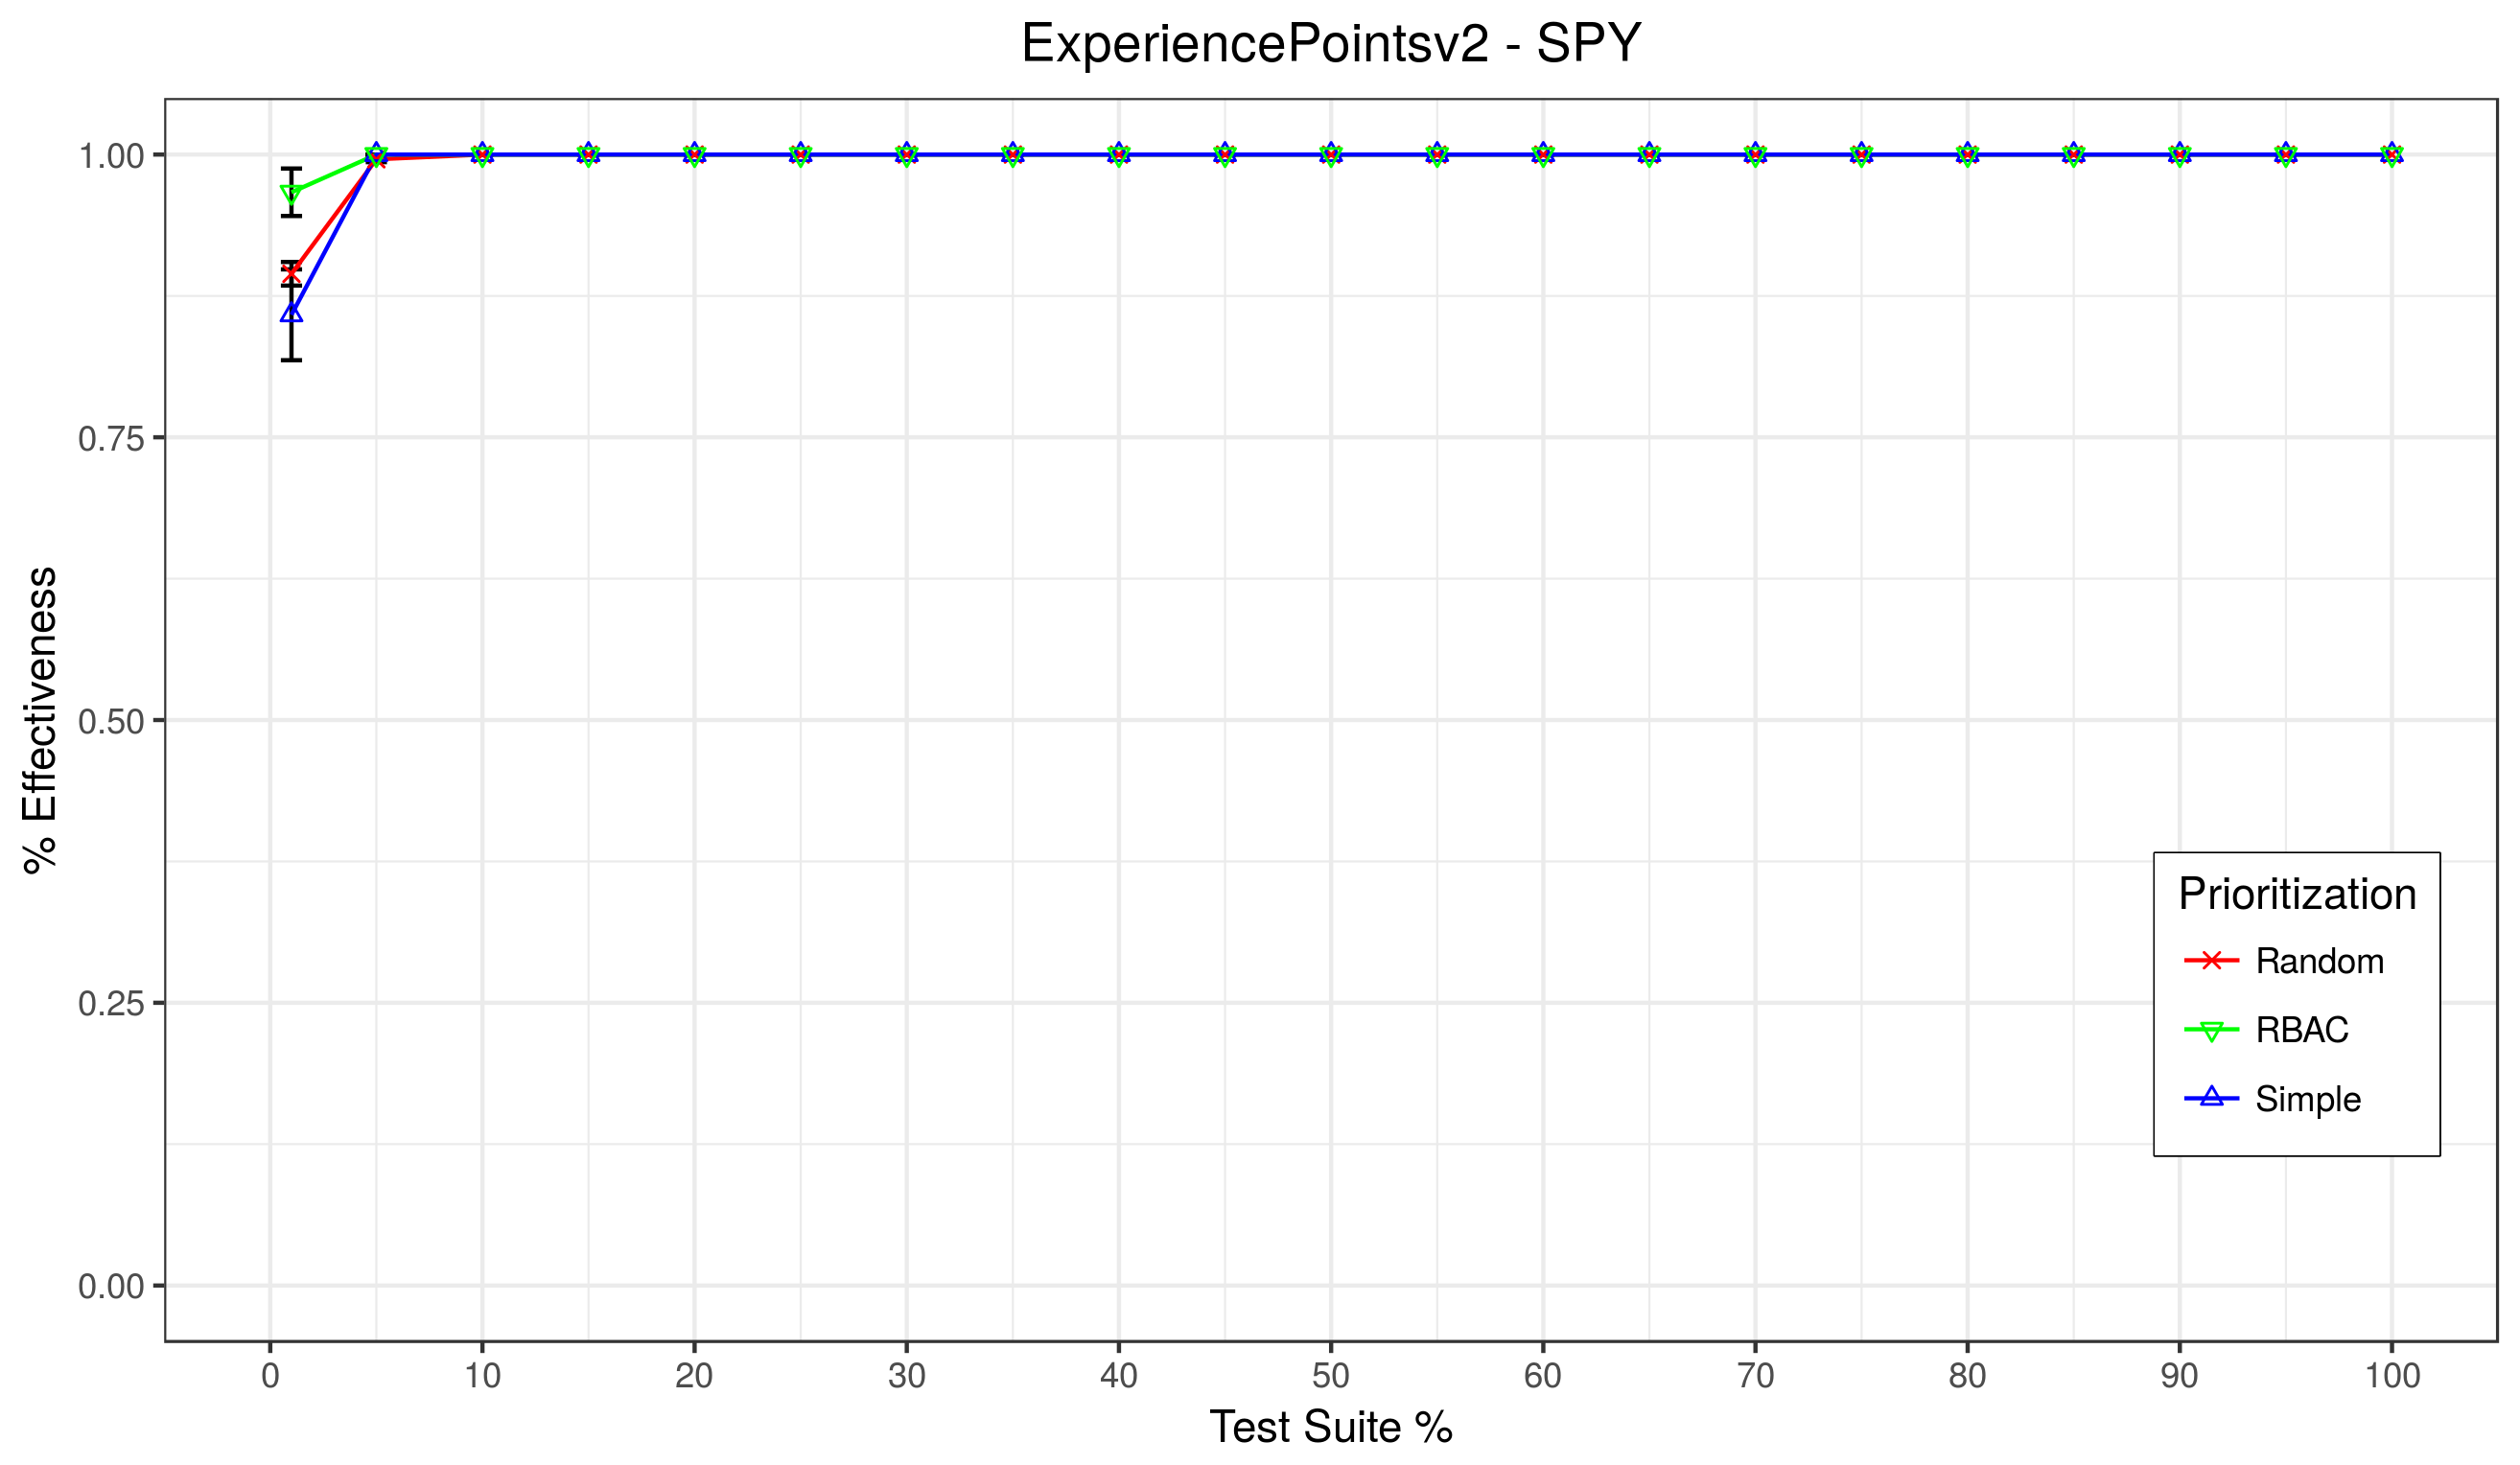 ExperiencePointsv2 - SPY
% Effectiveness
1.00
0.75
0.50
0.25
0.00
Prioritization
Random
RBAC
Simple
0 10 20 30 40 50 60 70 80 90 100
Test Suite %